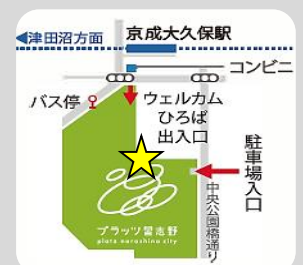 ◀津田沼方面
京成大久保駅
コンビニ
バス停
ウェルカム
ひろば
出入口
駐車場入口
中央公園橋通り
プラッツ習志野
plats narashino city